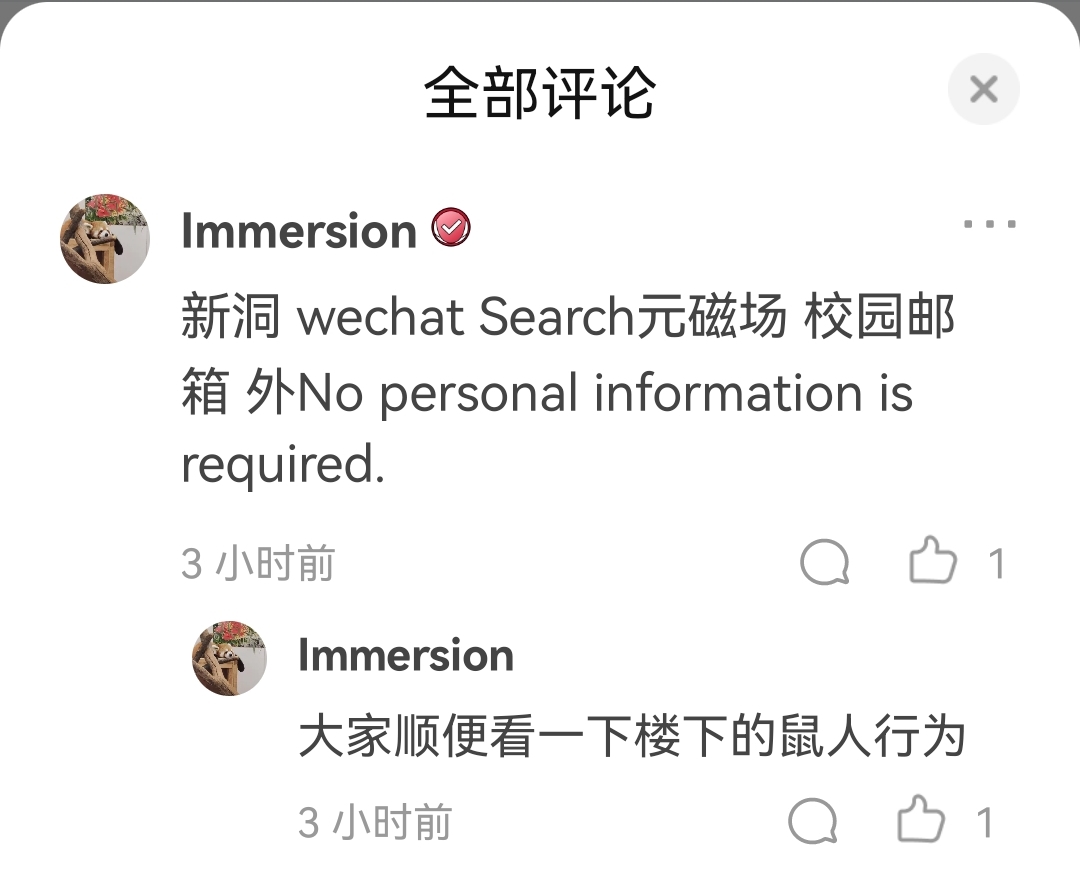 全部评论
Immersion
新洞 wechat Search元磁场 校园邮
箱 外No personal information is
required.
3 小时前
1
Immersion
大家顺便看一下楼下的鼠人行为
3 小时前
1